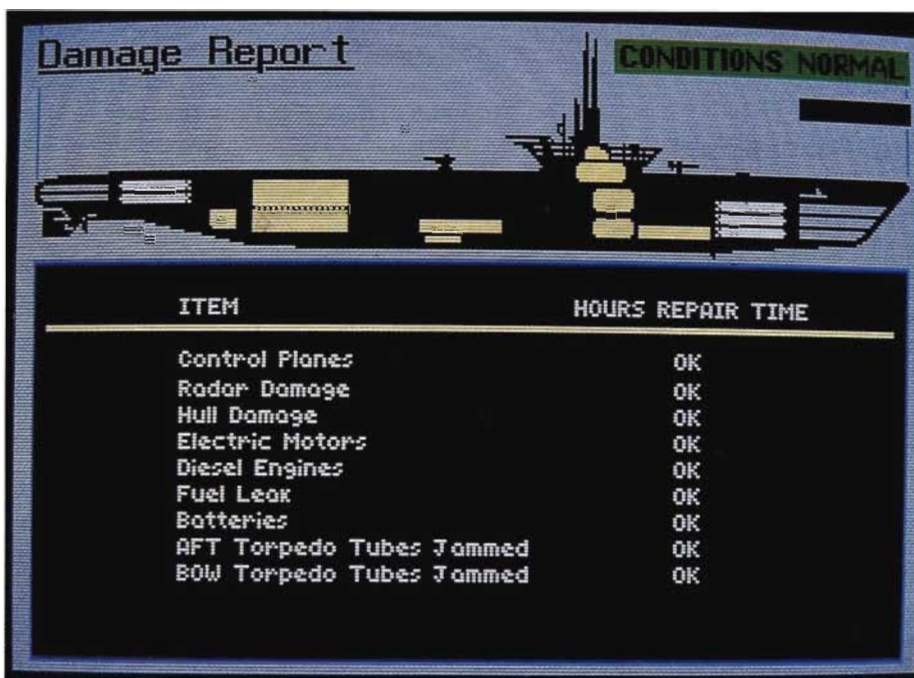 Damage Report
CONDITIONS NORMAL
ITEM HOURS REPAIR TIME
Control Planes OK
Radar Damage OK
Hull Damage OK
Electric Motors OK
Diesel Engines OK
Fuel Leak OK
Batteries OK
AFT Torpedo Tubes Jammed OK
BOW Torpedo Tubes Jammed OK